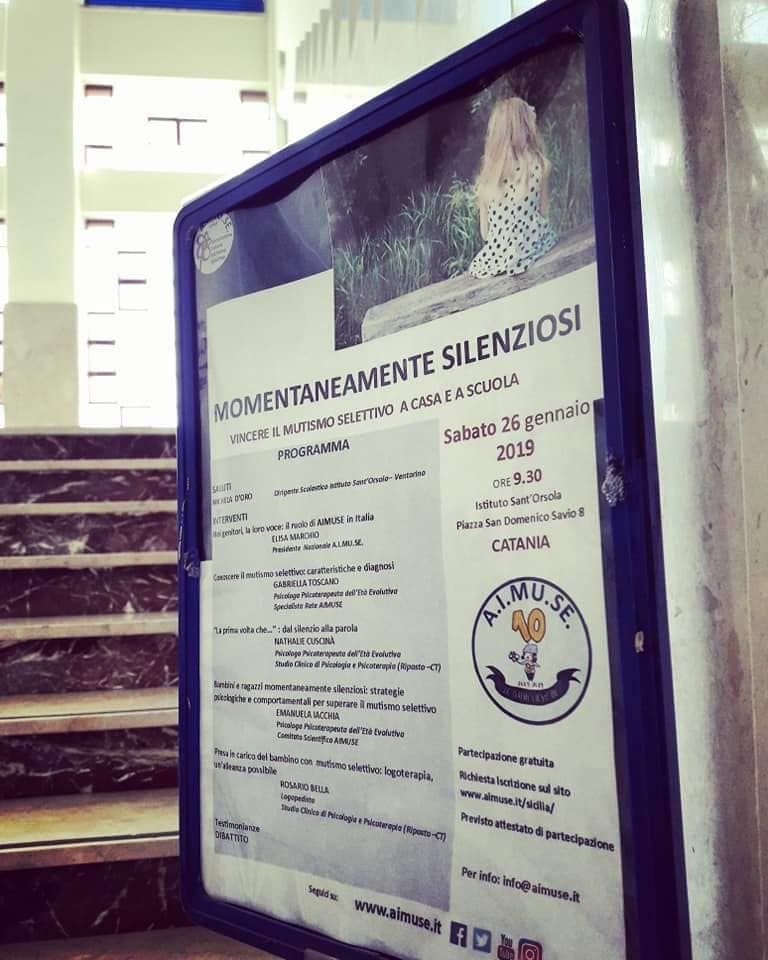 MOMENTANEAMENTE SILENZIOSI
VINCERE IL MUTISMO SELETTIVO A CASA E A SCUOLA
PROGRAMMA
SALUTI
MICHELA D'ORO
Dirigente Scolastico Istituto Sant'Orsola– Ventorino
INTERVENTI
Noi genitori, la loro voce: il ruolo di AIMUSE in Italia
ELISA MARCHIO
Presidente Nazionale A.I.MU.SE.
Conoscere il mutismo selettivo: caratteristiche e diagnosi
GABRIELLA TOSCANO
Psicologa Psicoterapeuta dell'Età Evolutiva
Specialista Rete AIMUSE
"La prima volta che..." : dal silenzio alla parola
NATHALIE CUSCINÀ
Psicologa Psicoterapeuta dell'Età Evolutiva
Studio Clinico di Psicologia e Psicoterapia (Riposto –CT)
Bambini e ragazzi momentaneamente silenziosi: strategie
psicologiche e comportamentali per superare il mutismo selettivo
EMANUELA IACCHIA
Psicologa Psicoterapeuta dell'Età Evolutiva
Comitato Scientifico AIMUSE
Presa in carico del bambino con mutismo selettivo: logoterapia,
un'alleanza possibile
ROSARIO BELLA
Logopedista
Studio Clinico di Psicologia e Psicoterapia (Riposto –CT)
Testimonianze
DIBATTITO
Sabato 26 gennaio
2019
ORE 9.30
Istituto Sant'Orsola
Piazza San Domenico Savio 8
CATANIA
A.I.MU.SE.
10
Partecipazione gratuita
Richiesta iscrizione sul sito
www.aimuse.it/sicilia/
Previsto attestato di partecipazione
Per info: info@aimuse.it
Seguici su:
www.aimuse.it
You